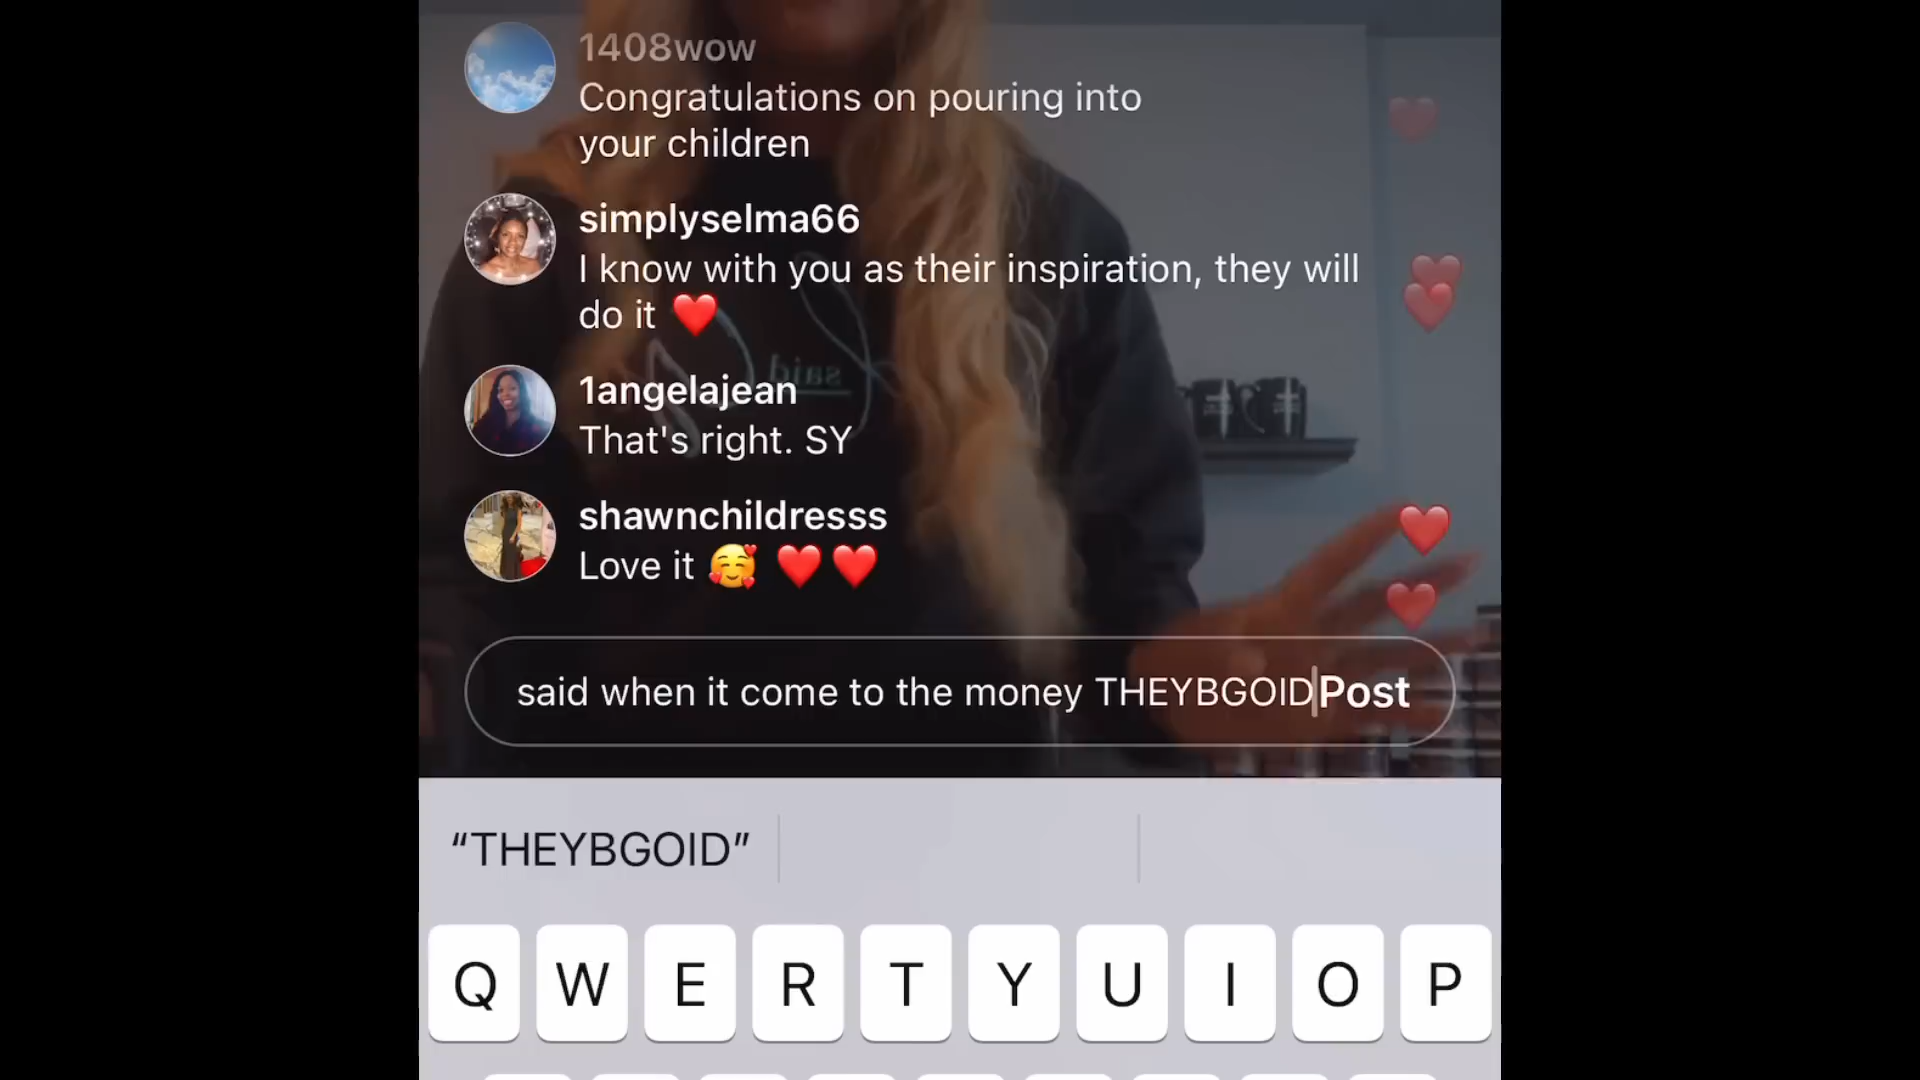 1408wow
Congratulations on pouring into
your children
simplyselma66
I know with you as their inspiration, they will
do it ❤️
1angelajean
That's right. SY
said
shawnchildresss
Love it 🥰 ❤️❤️
said when it come to the money THEYBGOID Post
“THEYBGOID”
Q W E R T Y U I O P